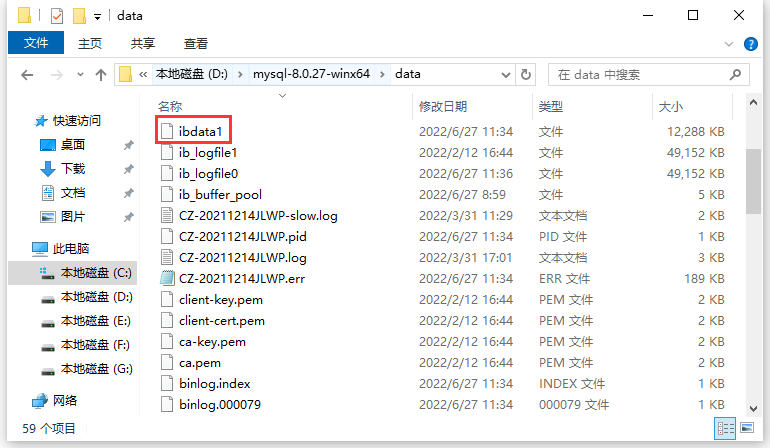 data
文件 主页 共享 查看
« 本地磁盘 (D:) › mysql-8.0.27-winx64 › data 在 data 中搜索
名称 修改日期 类型 大小
快速访问
桌面
下载
文档
图片
此电脑
本地磁盘 (C:)
本地磁盘 (D:)
本地磁盘 (E:)
本地磁盘 (F:)
本地磁盘 (G:)
网络
ibdata1 2022/6/27 11:34 文件 12,288 KB
ib_logfile1 2022/2/12 16:44 文件 49,152 KB
ib_logfile0 2022/6/27 11:36 文件 49,152 KB
ib_buffer_pool 2022/6/27 8:59 文件 5 KB
CZ-20211214JLWP-slow.log 2022/3/31 11:29 文本文档 2 KB
CZ-20211214JLWP.pid 2022/6/27 11:34 PID 文件 1 KB
CZ-20211214JLWP.log 2022/3/31 17:01 文本文档 3 KB
CZ-20211214JLWP.err 2022/6/27 11:34 ERR 文件 189 KB
client-key.pem 2022/2/12 16:44 PEM 文件 2 KB
client-cert.pem 2022/2/12 16:44 PEM 文件 2 KB
ca-key.pem 2022/2/12 16:44 PEM 文件 2 KB
ca.pem 2022/2/12 16:44 PEM 文件 2 KB
binlog.index 2022/6/27 11:34 INDEX 文件 1 KB
binlog.000079 2022/6/27 11:34 000079 文件 1 KB
59 个项目